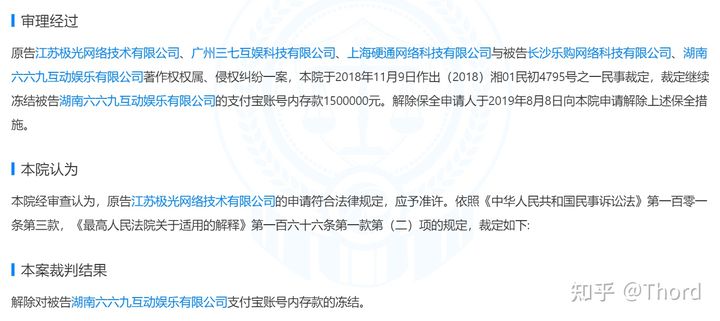 审理经过
原告江苏极光网络技术有限公司、广州三七互娱科技有限公司、上海硬通网络科技有限公司与被告长沙乐购网络科技有限公司、湖南
六六九互动娱乐有限公司著作权权属、侵权纠纷一案，本院于2018年11月9日作出（2018）湘01民初4795号之一民事裁定，裁定继续
冻结被告湖南六六九互动娱乐有限公司的支付宝账号内存款1500000元。解除保全申请人于2019年8月8日向本院申请解除上述保全措
施。
本院认为
本院经审查认为，原告江苏极光网络技术有限公司的申请符合法律规定，应予准许。依照《中华人民共和国民事诉讼法》第一百零一
条第三款，《最高人民法院关于适用的解释》第一百六十六条第一款第（二）项的规定，裁定如下:
本案裁判结果
解除对被告湖南六六九互动娱乐有限公司支付宝账号内存款的冻结。
知乎 @Thord